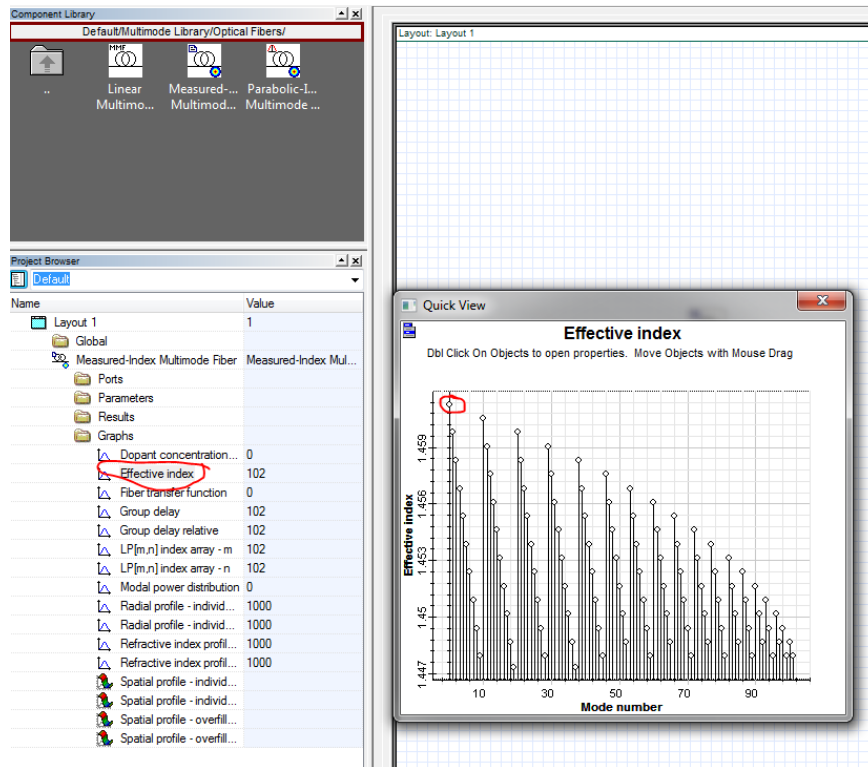 Component Library
Default/Multimode Library/Optical Fibers/
MMF
.. Linear Measured-... Parabolic-I...
Multimo... Multimod... Multimode ...
Project Browser
Default
Name Value
Layout 1 1
Global
Measured-Index Multimode Fiber Measured-Index Mul...
Ports
Parameters
Results
Graphs
Dopant concentration... 0
Effective index 102
Fiber transfer function 0
Group delay 102
Group delay relative 102
LP[m,n] index array - m 102
LP[m,n] index array - n 102
Modal power distribution 0
Radial profile - individ... 1000
Radial profile - individ... 1000
Refractive index profil... 1000
Refractive index profil... 1000
Spatial profile - individ...
Spatial profile - individ...
Spatial profile - overfill...
Spatial profile - overfill...
Layout: Layout 1
Quick View
Effective index
Dbl Click On Objects to open properties. Move Objects with Mouse Drag
Effective index
1.459
1.456
1.453
1.45
1.447
10 30 50 70 90
Mode number